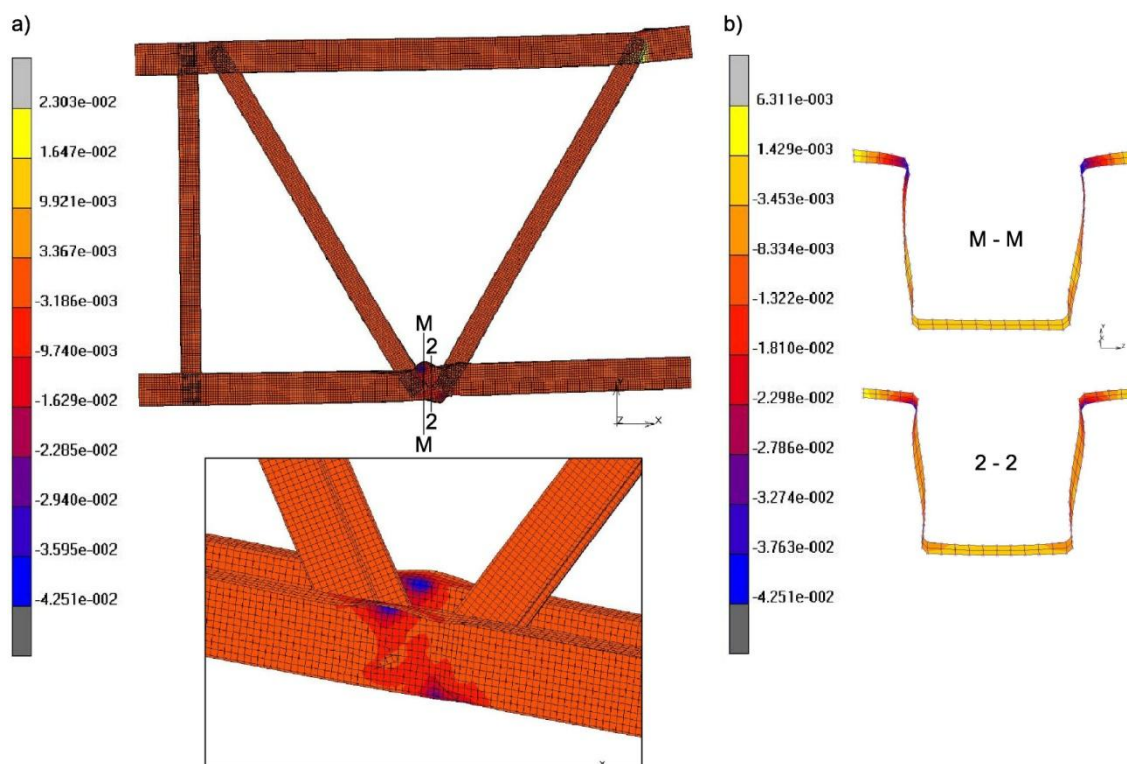 a)
2.303e-002
1.647e-002
9.921e-003
3.367e-003
-3.186e-003
-9.740e-003
-1.629e-002
-2.285e-002
-2.940e-002
-3.595e-002
-4.251e-002
M
2
2
M
Y
Z X
b)
6.311e-003
1.429e-003
-3.453e-003
-8.334e-003
-1.322e-002
-1.810e-002
-2.298e-002
-2.786e-002
-3.274e-002
-3.763e-002
-4.251e-002
M - M
2 - 2